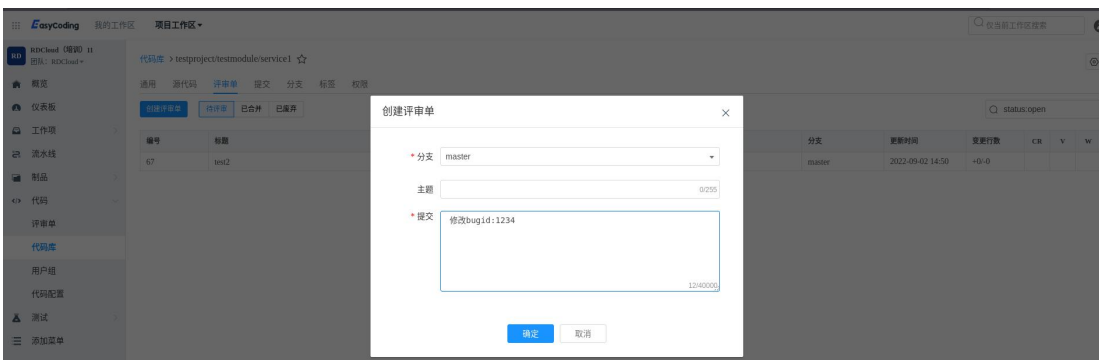 EasyCoding 我的工作区 项目工作区 仅当前工作区搜索
RD RDCloud（培训）11
团队：RDCloud
代码库 > testproject/testmodule/service1
概览 通用 源代码 评审单 提交 分支 标签 权限
仪表板 创建评审单 待评审 已合并 已废弃 status:open
工作项 编号 标题 分支 更新时间 变更行数 CR V W
流水线 67 test2 master 2022-09-02 14:50 +0/-0
制品
代码
评审单
代码库
用户组
代码配置
测试
添加菜单
创建评审单 ×
* 分支 master
主题 0/255
* 提交 修改bugid:1234
12/40000
确定 取消